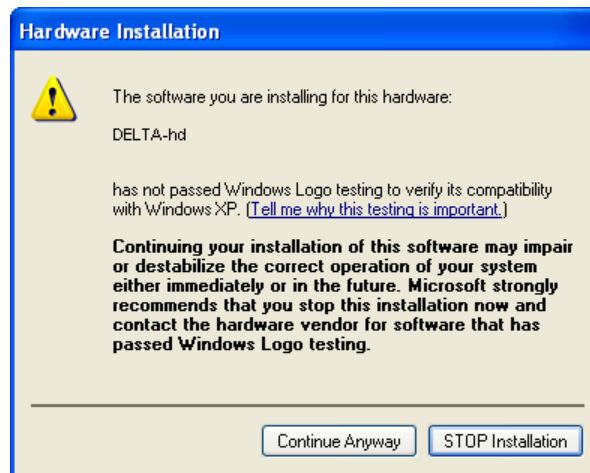 Hardware Installation
The software you are installing for this hardware:
DELTA-hd
has not passed Windows Logo testing to verify its compatibility
with Windows XP. (Tell me why this testing is important.)
Continuing your installation of this software may impair
or destabilize the correct operation of your system
either immediately or in the future. Microsoft strongly
recommends that you stop this installation now and
contact the hardware vendor for software that has
passed Windows Logo testing.
Continue Anyway
STOP Installation